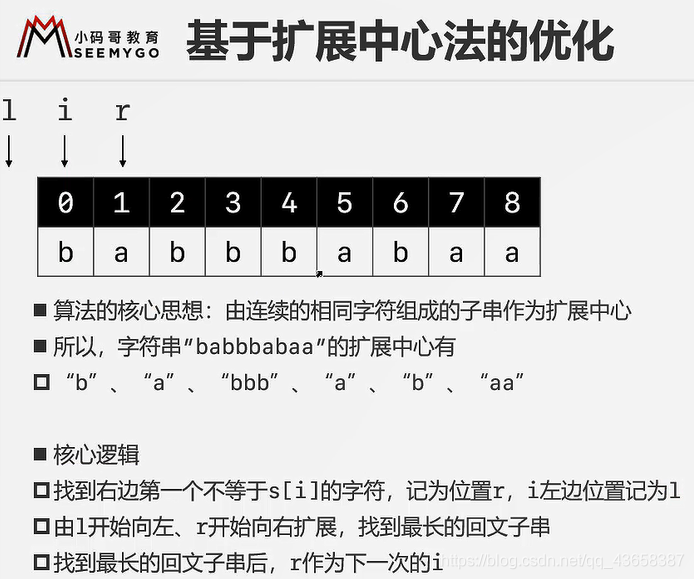 小码哥教育
SEEMYGO
基于扩展中心法的优化
l i r
0 1 2 3 4 5 6 7 8
b a b b b a b a a
■ 算法的核心思想：由连续的相同字符组成的子串作为扩展中心
■ 所以，字符串"babbbabaa"的扩展中心有
“b”、“a”、“bbb”、“a”、“b”、“aa”
■ 核心逻辑
找到右边第一个不等于s[i]的字符，记为位置r，i左边位置记为l
由l开始向左、r开始向右扩展，找到最长的回文子串
找到最长的回文子串后，r作为下一次的i
https://blog.csdn.net/qq_43658387